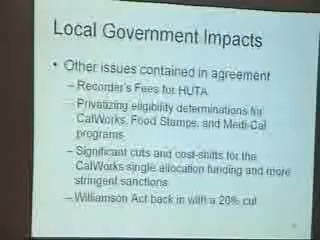 Local Government Impacts
• Other issues contained in agreement
– Recorder's Fees for HUTA
– Privatizing eligibility determinations for
CalWorks, Food Stamps, and Medi-Cal
programs
– Significant cuts and cost-shifts for the
CalWorks single allocation funding and more
stringent sanctions
– Williamson Act back in with a 20% cut